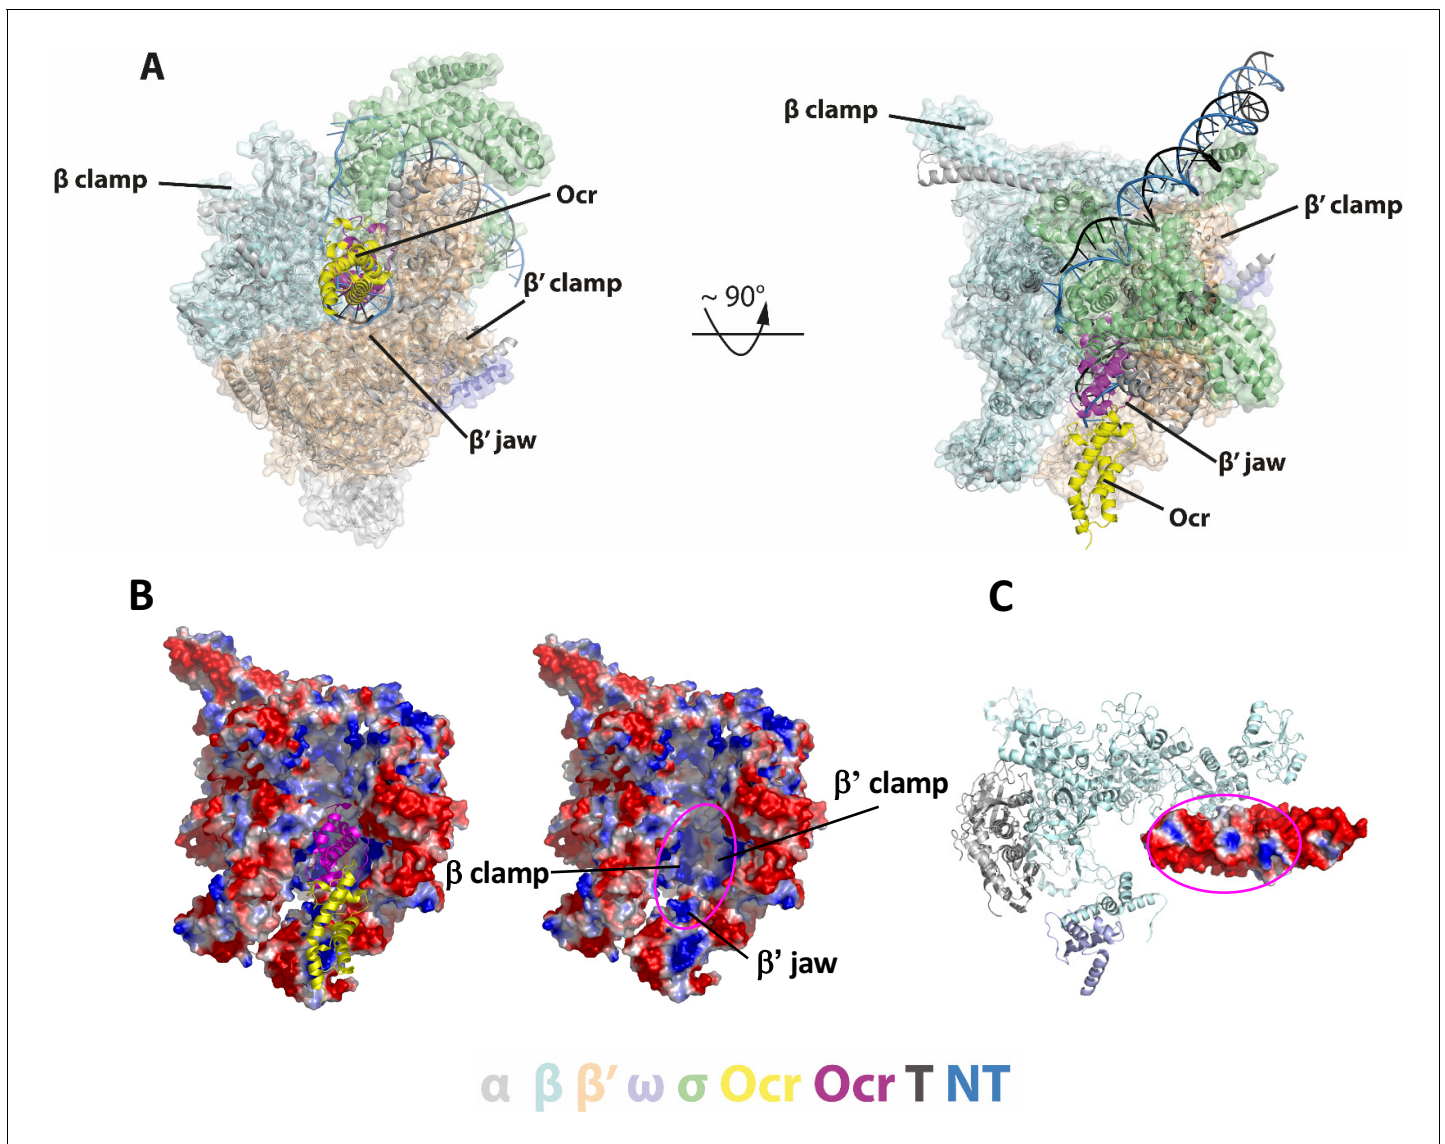 A
β clamp
Ocr
β′ clamp
β′ jaw
~ 90°
β clamp
β′ clamp
β′ jaw
Ocr
B
β clamp
β’ clamp
β’ jaw
C
α β β′ ω σ Ocr Ocr T NT